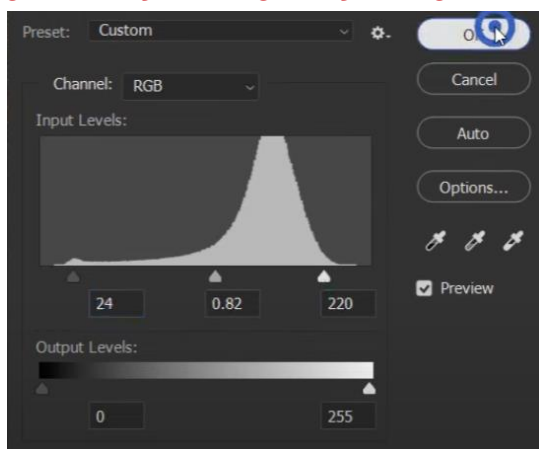 Preset: Custom
Channel: RGB
Input Levels:
24 0.82 220
Output Levels:
0 255
Cancel
Auto
Options...
Preview